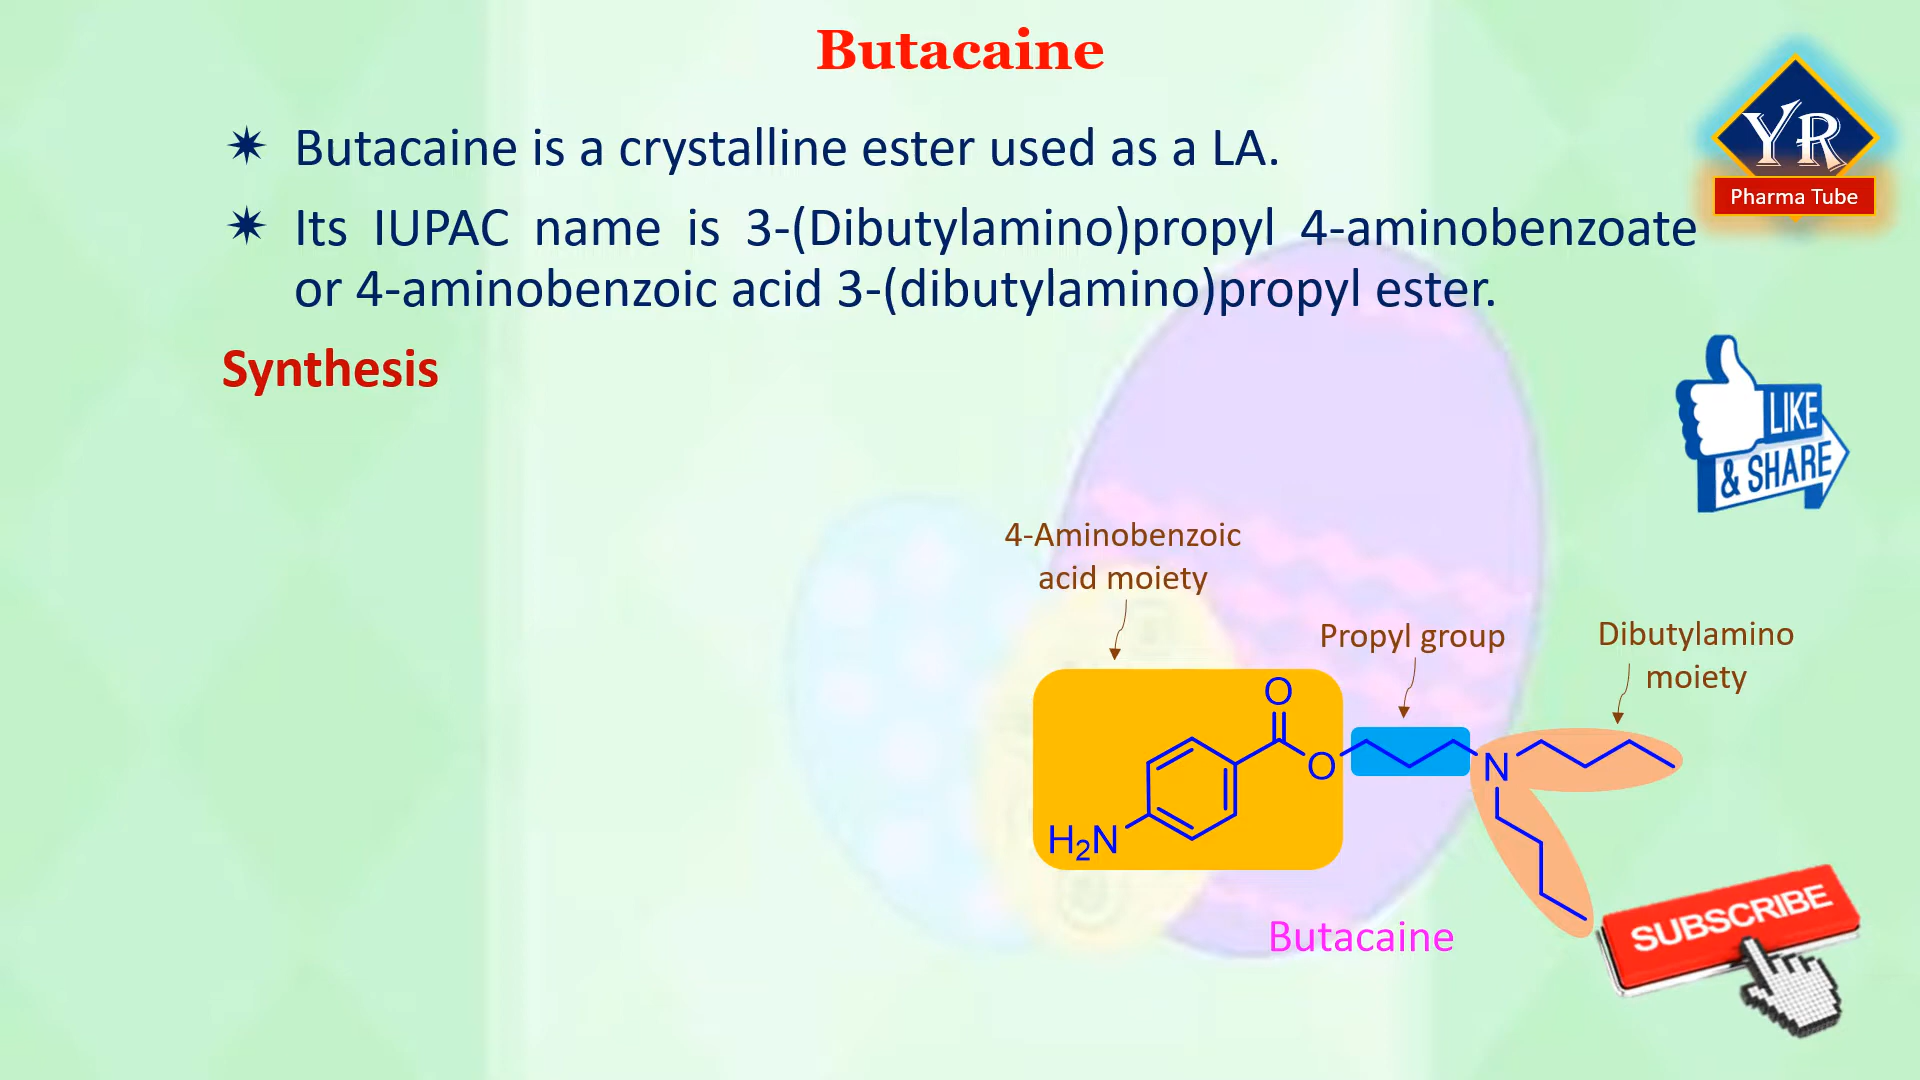 Butacaine
✷ Butacaine is a crystalline ester used as a LA.
✷ Its IUPAC name is 3-(Dibutylamino)propyl 4-aminobenzoate
or 4-aminobenzoic acid 3-(dibutylamino)propyl ester.
Synthesis
YR
Pharma Tube
LIKE
& SHARE
4-Aminobenzoic
acid moiety
Propyl group
Dibutylamino
moiety
O
O
N
H₂N
Butacaine
SUBSCRIBE